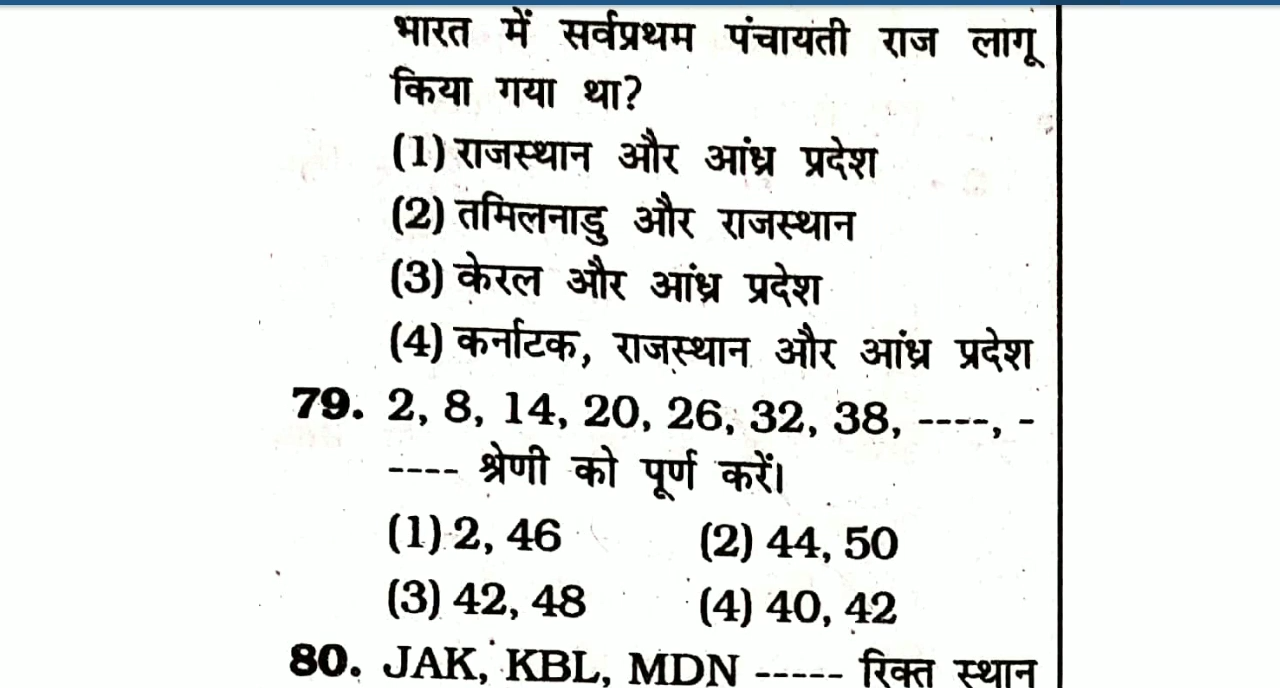 भारत में सर्वप्रथम पंचायती राज लागू
किया गया था?
(1) राजस्थान और आंध्र प्रदेश
(2) तमिलनाडु और राजस्थान
(3) केरल और आंध्र प्रदेश
(4) कर्नाटक, राजस्थान और आंध्र प्रदेश
79. 2, 8, 14, 20, 26, 32, 38, ----, -
---- श्रेणी को पूर्ण करें।
(1) 2, 46 (2) 44, 50
(3) 42, 48 (4) 40, 42
80. JAK, KBL, MDN ----- रिक्त स्थान